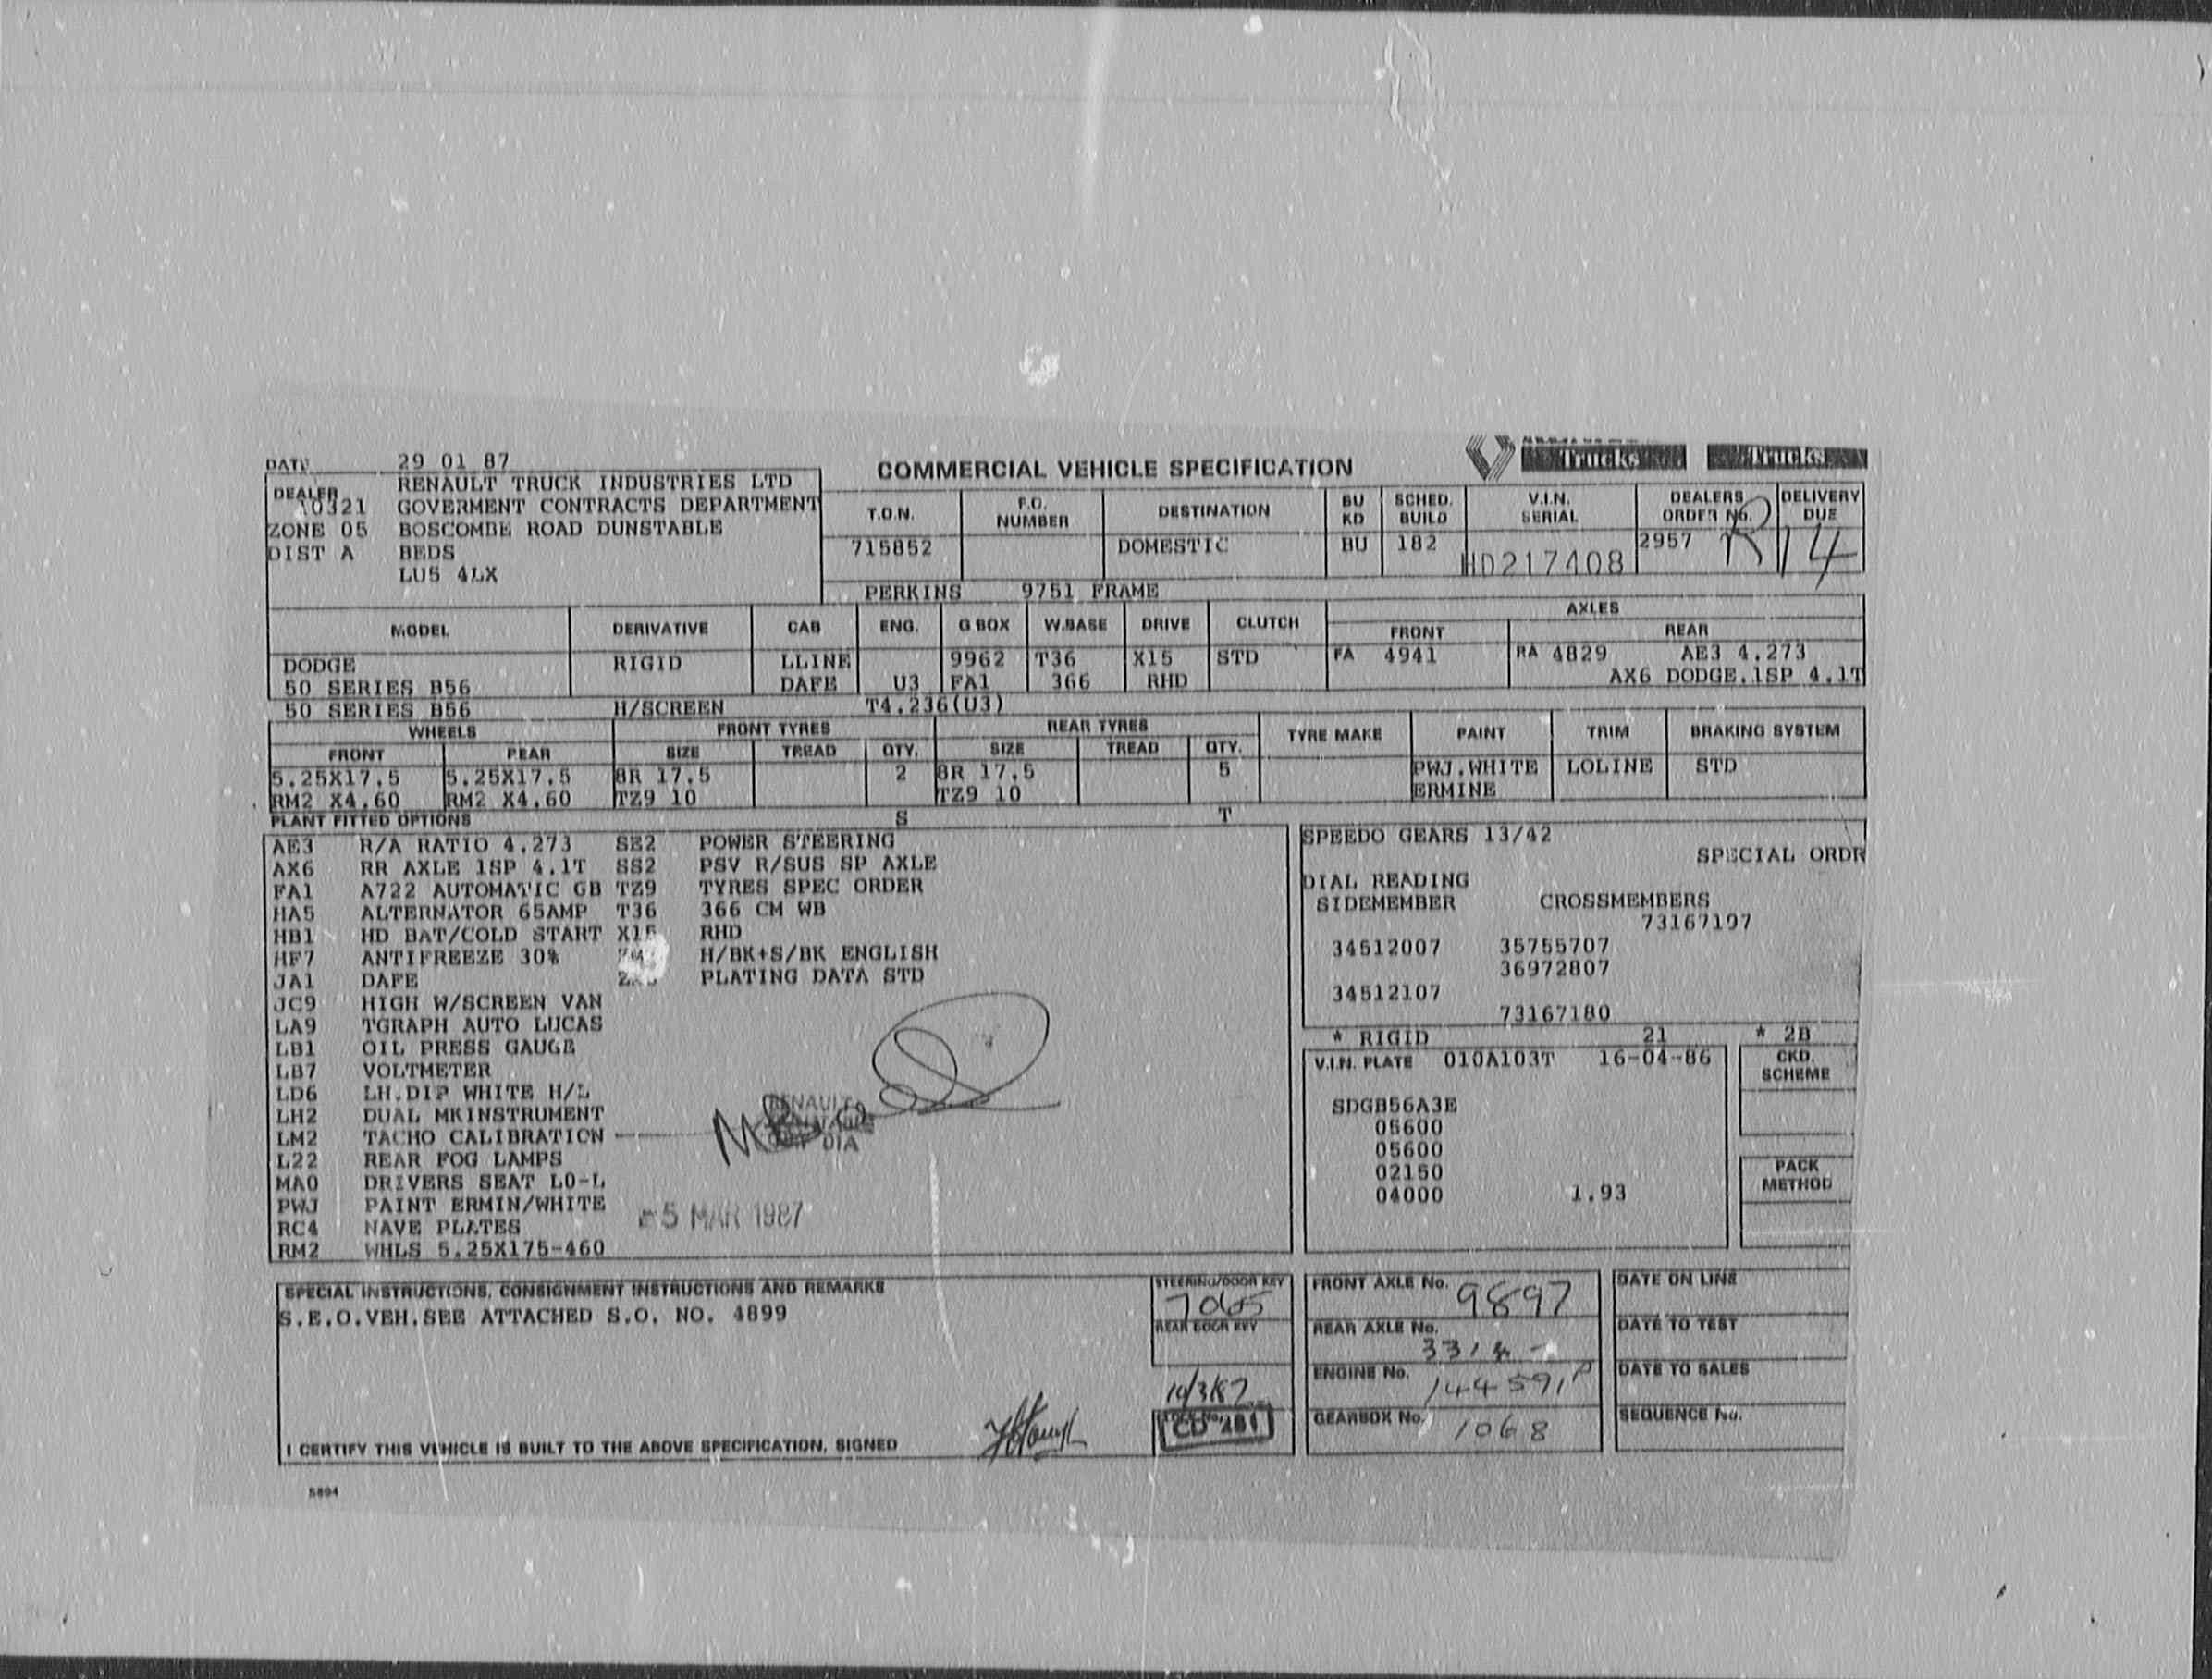 DATE 29 01 87
COMMERCIAL VEHICLE SPECIFICATION
Trucks Trucks
DEALER RENAULT TRUCK INDUSTRIES LTD
10321 GOVERMENT CONTRACTS DEPARTMENT
ZONE 05 BOSCOMBE ROAD DUNSTABLE
DIST A BEDS
LU5 4LX
T.O.N. F.O. NUMBER DESTINATION BU KD SCHED. BUILD V.I.N. SERIAL DEALERS ORDER No. DELIVERY DUE
715852 DOMESTIC BU 182 HD217408 2957 R 14
PERKINS 9751 FRAME
MODEL DERIVATIVE CAB ENG. G BOX W.BASE DRIVE CLUTCH AXLES
FRONT REAR
DODGE RIGID LLINE 9962 T36 X15 STD FA 4941 RA 4829 AE3 4.273
50 SERIES B56 DAFE U3 FA1 366 RHD AX6 DODGE.1SP 4.1T
50 SERIES B56 H/SCREEN T4.236(U3)
WHEELS FRONT TYRES REAR TYRES TYRE MAKE PAINT TRIM BRAKING SYSTEM
FRONT REAR SIZE TREAD QTY. SIZE TREAD QTY.
5.25X17.5 5.25X17.5 8R 17.5 2 8R 17.5 5 PWJ.WHITE LOLINE STD
RM2 X4.60 RM2 X4.60 TZ9 10 TZ9 10 ERMINE
PLANT FITTED OPTIONS S T
AE3 R/A RATIO 4.273 SE2 POWER STEERING
AX6 RR AXLE 1SP 4.1T SS2 PSV R/SUS SP AXLE
FA1 A722 AUTOMATIC GB TZ9 TYRES SPEC ORDER
HA5 ALTERNATOR 65AMP T36 366 CM WB
HB1 HD BAT/COLD START X15 RHD
HF7 ANTIFREEZE 30% H/BK+S/BK ENGLISH
JA1 DAFE PLATING DATA STD
JC9 HIGH W/SCREEN VAN
LA9 TGRAPH AUTO LUCAS
LB1 OIL PRESS GAUGE
LB7 VOLTMETER
LD6 LH.DIP WHITE H/L
LH2 DUAL MKINSTRUMENT
LM2 TACHO CALIBRATION
L22 REAR FOG LAMPS
MA0 DRIVERS SEAT LO-L
PWJ PAINT ERMIN/WHITE
RC4 NAVE PLATES
RM2 WHLS 5.25X175-460
RENAULT
5 MAR 1987
SPEEDO GEARS 13/42
SPECIAL ORDR
DIAL READING
SIDEMEMBER CROSSMEMBERS
73167197
34512007 35755707
36972807
34512107
73167180
* RIGID 21 * 2B
V.I.N. PLATE 010A103T 16-04-86
CKD. SCHEME
SDGB56A3E
05600
05600
02150
04000 1.93
PACK METHOD
SPECIAL INSTRUCTIONS, CONSIGNMENT INSTRUCTIONS AND REMARKS
S.E.O.VEH.SEE ATTACHED S.O. NO. 4899
I CERTIFY THIS VEHICLE IS BUILT TO THE ABOVE SPECIFICATION, SIGNED
STEERING/DOOR KEY
REAR DOOR KEY
10/3/87
FRONT AXLE No. 9897
REAR AXLE No.
ENGINE No. 144591P
GEARBOX No. 1068
DATE ON LINE
DATE TO TEST
DATE TO SALES
SEQUENCE No.
5894